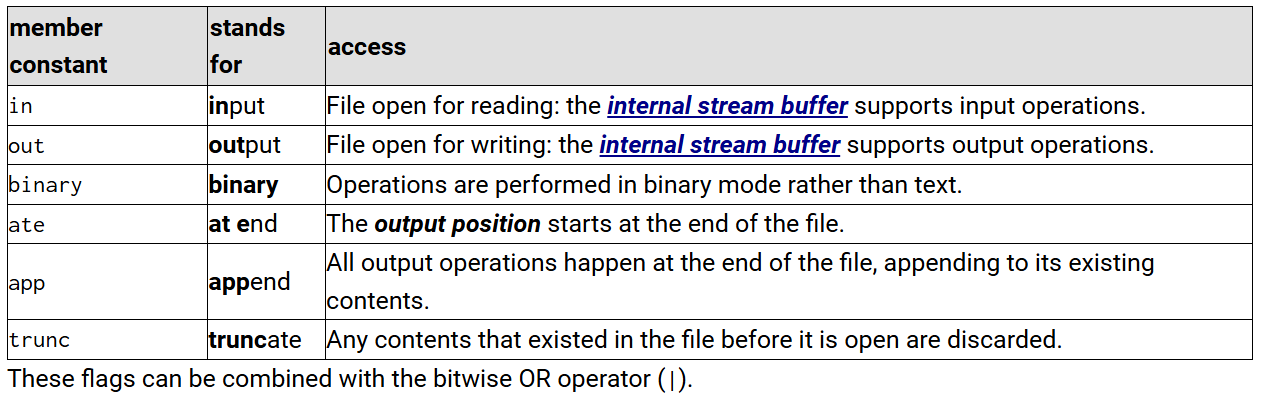 member constant stands for access
in input File open for reading: the internal stream buffer supports input operations.
out output File open for writing: the internal stream buffer supports output operations.
binary binary Operations are performed in binary mode rather than text.
ate at end The output position starts at the end of the file.
app append All output operations happen at the end of the file, appending to its existing
contents.
trunc truncate Any contents that existed in the file before it is open are discarded.
These flags can be combined with the bitwise OR operator (|).